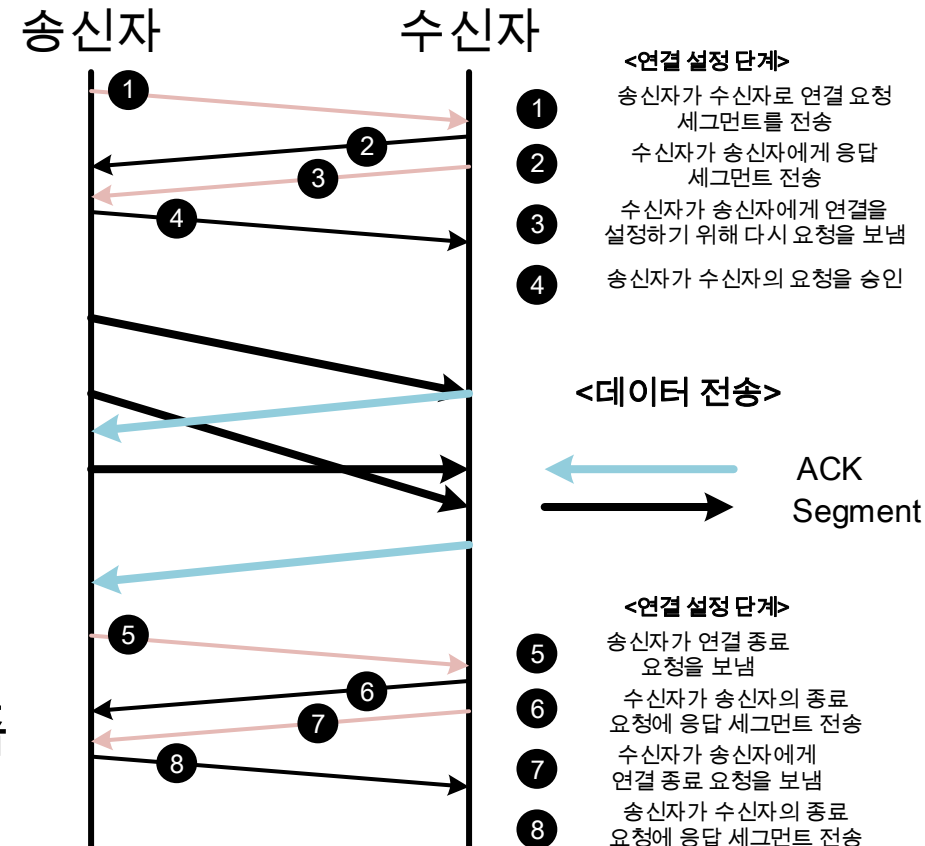 송신자
수신자
<연결 설정 단계>
1
송신자가 수신자로 연결 요청
세그먼트를 전송
2
수신자가 송신자에게 응답
세그먼트 전송
3
수신자가 송신자에게 연결을
설정하기 위해 다시 요청을 보냄
4
송신자가 수신자의 요청을 승인
1
2
3
4
<데이터 전송>
ACK
Segment
<연결 설정 단계>
5
송신자가 연결 종료
요청을 보냄
6
수신자가 송신자의 종료
요청에 응답 세그먼트 전송
7
수신자가 송신자에게
연결 종료 요청을 보냄
8
송신자가 수신자의 종료
요청에 응답 세그먼트 전송
5
6
7
8